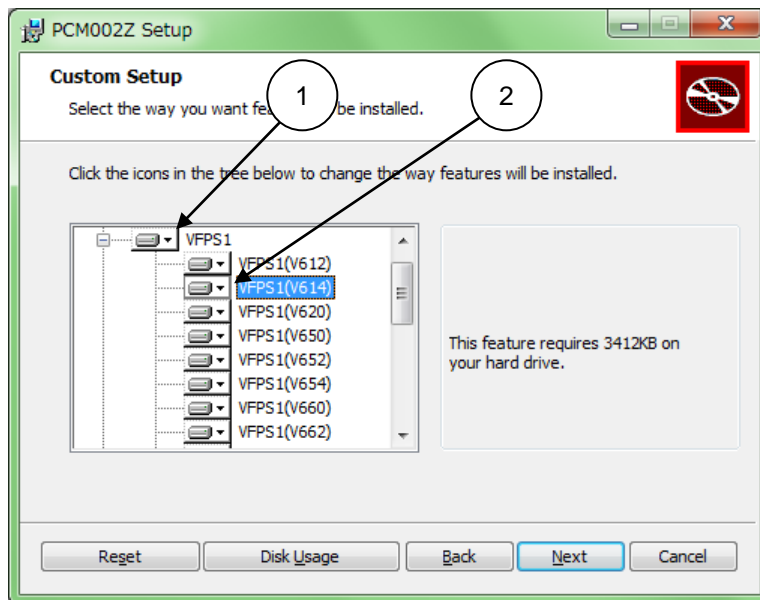 PCM002Z Setup
Custom Setup
1
2
Select the way you want fea be installed.
Click the icons in the tree below to change the way features will be installed.
VFPS1
VFPS1(V612)
VFPS1(V614)
VFPS1(V620)
VFPS1(V650)
VFPS1(V652)
VFPS1(V654)
VFPS1(V660)
VFPS1(V662)
This feature requires 3412KB on
your hard drive.
Reset
Disk Usage
Back
Next
Cancel